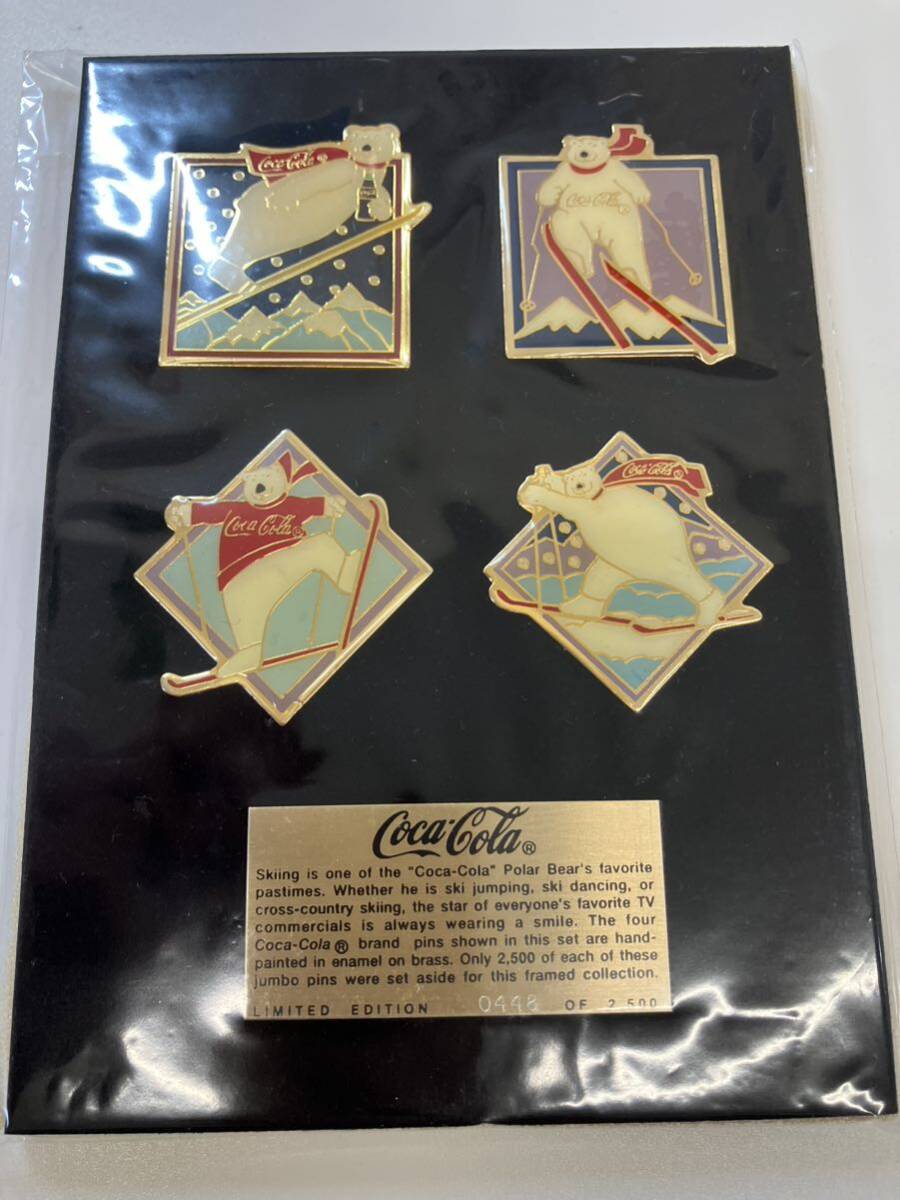 Coca-Cola®
Coca-Cola
Coca-Cola®
Coca-Cola®
Coca-Cola®
Skiing is one of the "Coca-Cola" Polar Bear's favorite
pastimes. Whether he is ski jumping, ski dancing, or
cross-country skiing, the star of everyone's favorite TV
commercials is always wearing a smile. The four
Coca-Cola® brand pins shown in this set are hand-
painted in enamel on brass. Only 2,500 of each of these
jumbo pins were set aside for this framed collection.
LIMITED EDITION 0448 OF 2,500